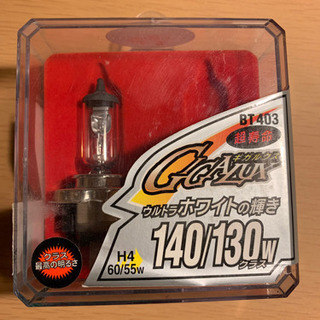 BT403
超寿命
ギガルクス
GIGALUX
ウルトラホワイトの輝き
140/130W
クラス
H4
60/55W
クラス
最高の明るさ